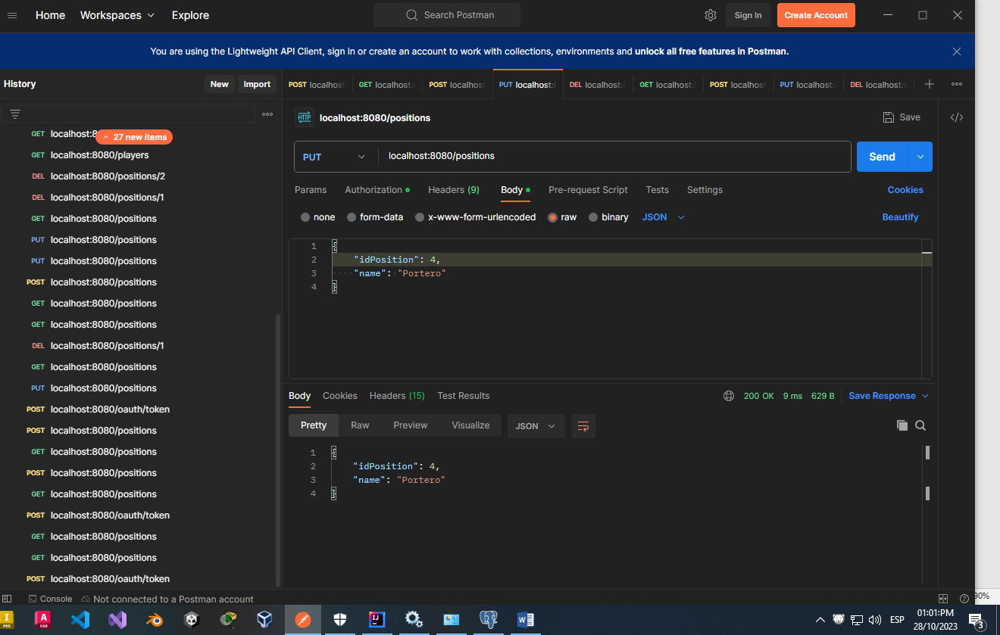 Home Workspaces Explore Search Postman Sign In Create Account
You are using the Lightweight API Client, sign in or create an account to work with collections, environments and unlock all free features in Postman.
History New Import
POST localhost: GET localhost: POST localhost: PUT localhost: DEL localhost: GET localhost: POST localhost: PUT localhost: DEL localhost:
27 new items
GET localhost:8
GET localhost:8080/players
DEL localhost:8080/positions/2
DEL localhost:8080/positions/1
GET localhost:8080/positions
PUT localhost:8080/positions
PUT localhost:8080/positions
POST localhost:8080/positions
GET localhost:8080/positions
GET localhost:8080/positions
DEL localhost:8080/positions/1
GET localhost:8080/positions
PUT localhost:8080/positions
POST localhost:8080/oauth/token
POST localhost:8080/positions
GET localhost:8080/positions
POST localhost:8080/positions
GET localhost:8080/positions
POST localhost:8080/oauth/token
GET localhost:8080/positions
GET localhost:8080/positions
POST localhost:8080/oauth/token
HTTP localhost:8080/positions Save
PUT localhost:8080/positions Send
Params Authorization Headers (9) Body Pre-request Script Tests Settings Cookies
none form-data x-www-form-urlencoded raw binary JSON Beautify
1 {
2 "idPosition": 4,
3 "name": "Portero"
4 }
Body Cookies Headers (15) Test Results 200 OK 9 ms 629 B Save Response
Pretty Raw Preview Visualize JSON
1 {
2 "idPosition": 4,
3 "name": "Portero"
4 }
Console Not connected to a Postman account
90%
I PRO A CAD IJ W ESP 01:01:PM
28/10/2023 3